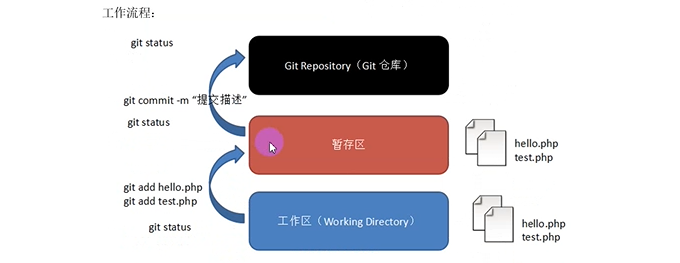 工作流程：
git status
Git Repository（Git 仓库）
git commit -m “提交描述”
git status
暂存区
hello.php
test.php
git add hello.php
git add test.php
git status
工作区（Working Directory）
hello.php
test.php